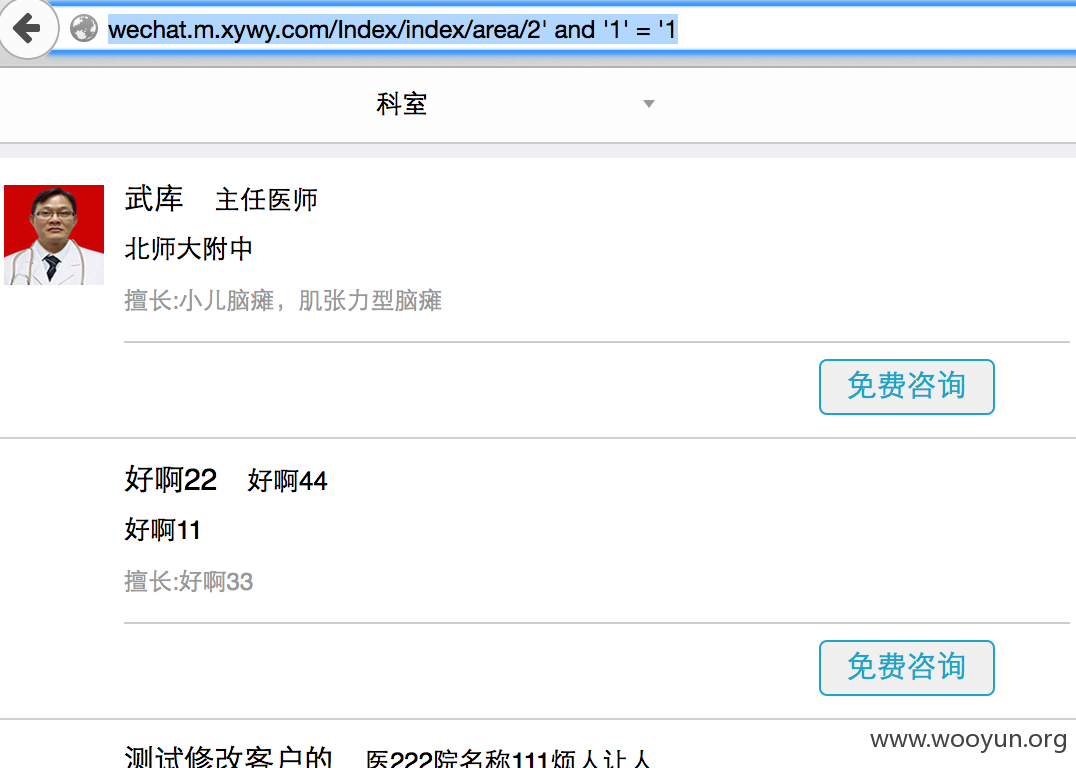 wechat.m.xywy.com/Index/index/area/2' and '1' = '1
科室
武库 主任医师
北师大附中
擅长:小儿脑瘫，肌张力型脑瘫
免费咨询
好啊22 好啊44
好啊11
擅长:好啊33
免费咨询
测试修改客户的 医222院名称111烦人让人
www.wooyun.org